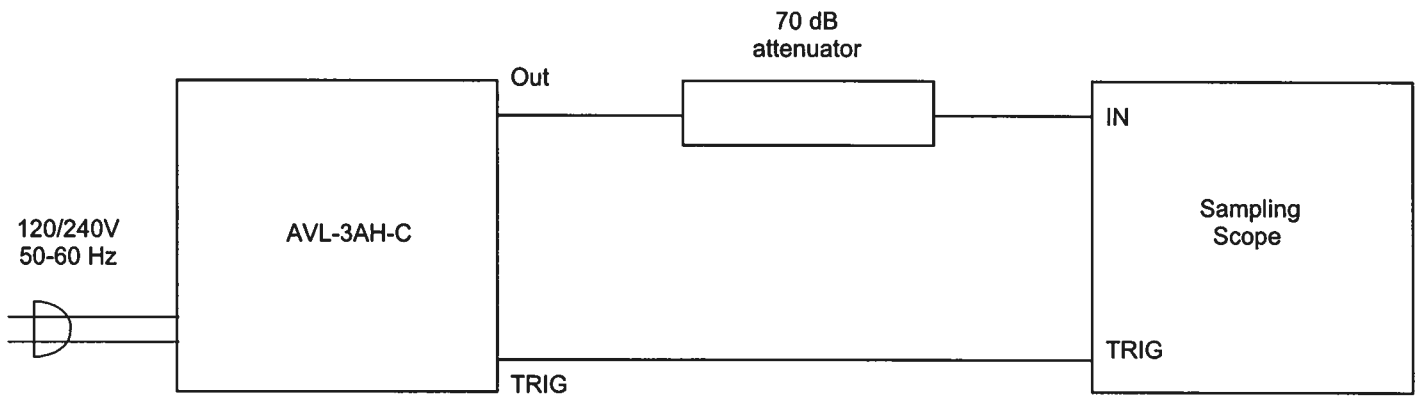 70 dB
attenuator
Out
IN
120/240V
50-60 Hz
AVL-3AH-C
Sampling
Scope
TRIG
TRIG